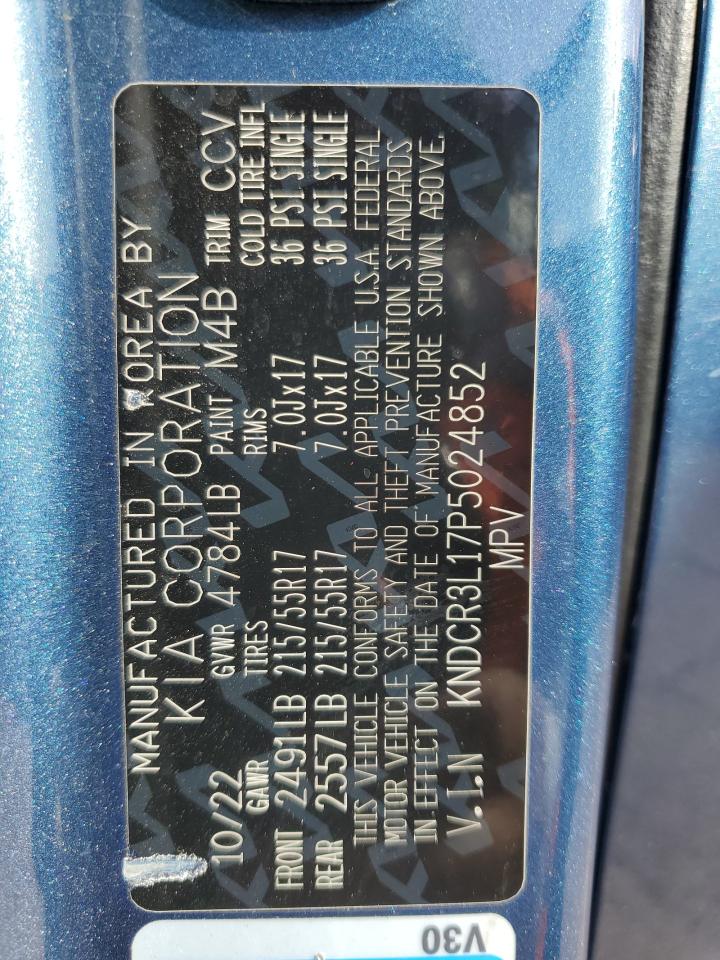 MANUFACTURED IN KOREA BY
KIA CORPORATION
10/22 GVWR 4784LB PAINT M4B TRIM CCV
GAWR TIRES RIMS COLD TIRE INFL
FRONT 2491LB 215/55R17 7.0Jx17 36 PSI SINGLE
REAR 2557LB 215/55R17 7.0Jx17 36 PSI SINGLE
THIS VEHICLE CONFORMS TO ALL APPLICABLE U.S.A. FEDERAL
MOTOR VEHICLE SAFETY AND THEFT PREVENTION STANDARDS
IN EFFECT ON THE DATE OF MANUFACTURE SHOWN ABOVE.
V.I.N KNDCR3L17P5024852
MPV
V30